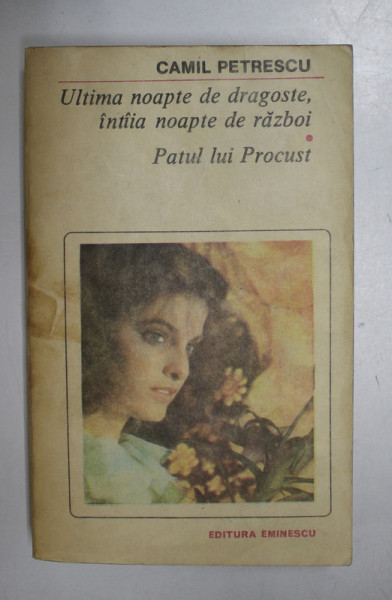 CAMIL PETRESCU
Ultima noapte de dragoste,
întîia noapte de război
•
Patul lui Procust
EDITURA EMINESCU